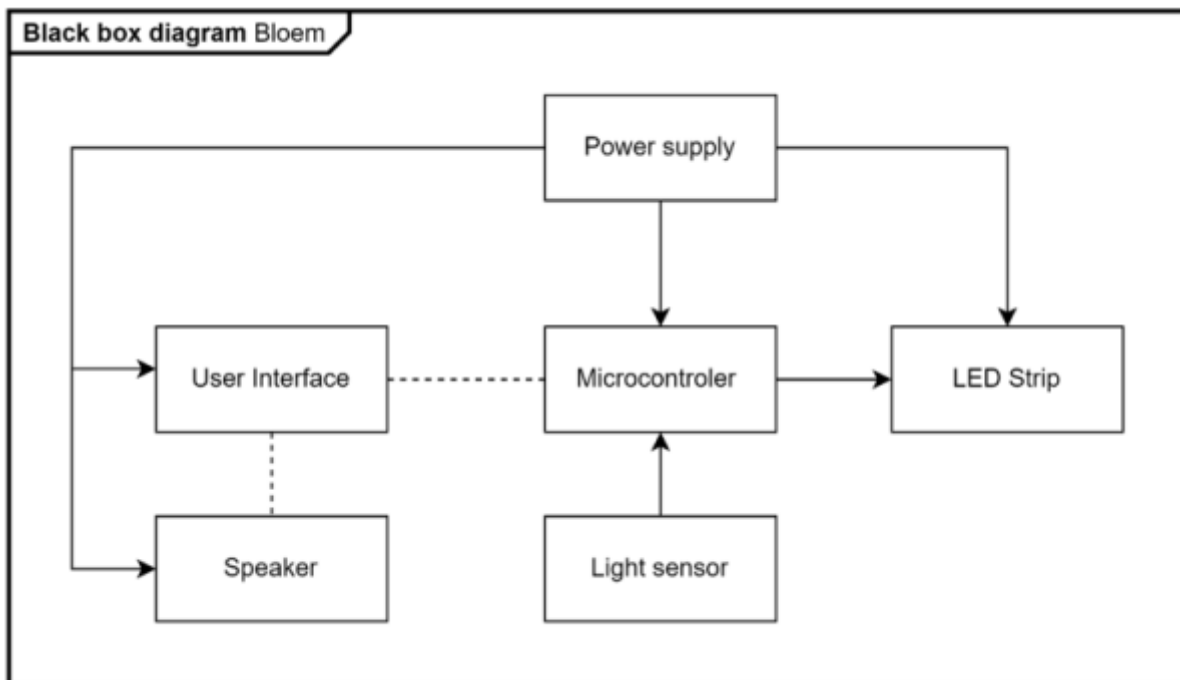 Black box diagram Bloem
Power supply
User Interface
Microcontroler
LED Strip
Speaker
Light sensor